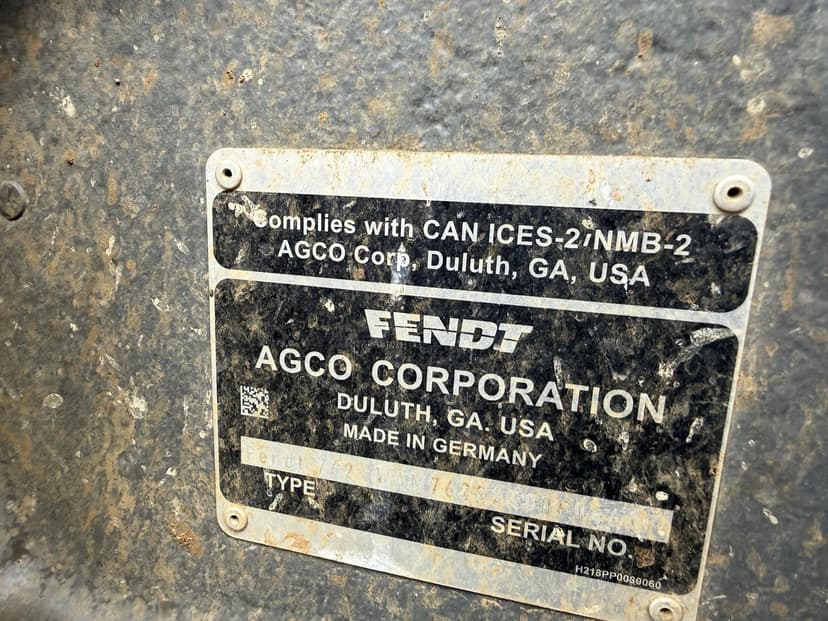 Complies with CAN ICES-2/NMB-2
AGCO Corp, Duluth, GA, USA
FENDT
AGCO CORPORATION
DULUTH, GA. USA
MADE IN GERMANY
Fendt
TYPE
SERIAL NO.
H218PP0080060